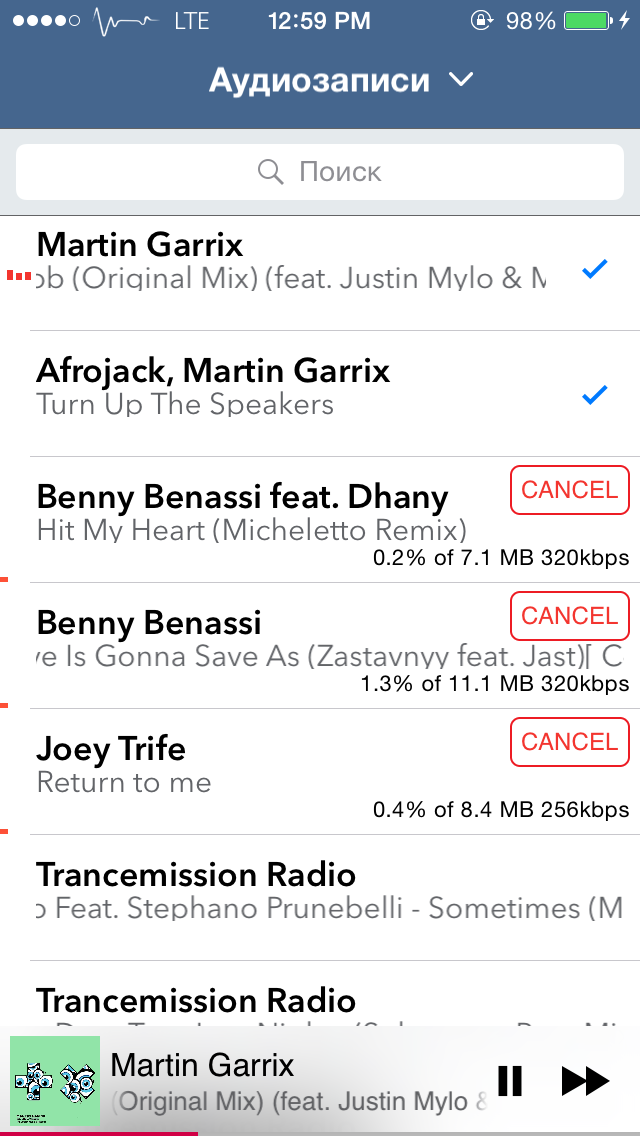 LTE 12:59 PM 98%
Аудиозаписи
Поиск
Martin Garrix
(Original Mix) (feat. Justin Mylo &
Afrojack, Martin Garrix
Turn Up The Speakers
Benny Benassi feat. Dhany
CANCEL
Hit My Heart (Micheletto Remix)
0.2% of 7.1 MB 320kbps
Benny Benassi
CANCEL
Is Gonna Save As (Zastavnyy feat. Jast)[ C
1.3% of 11.1 MB 320kbps
Joey Trife
CANCEL
Return to me
0.4% of 8.4 MB 256kbps
Trancemission Radio
Feat. Stephano Prunebelli - Sometimes (M
Trancemission Radio
Martin Garrix
(Original Mix) (feat. Justin Mylo &